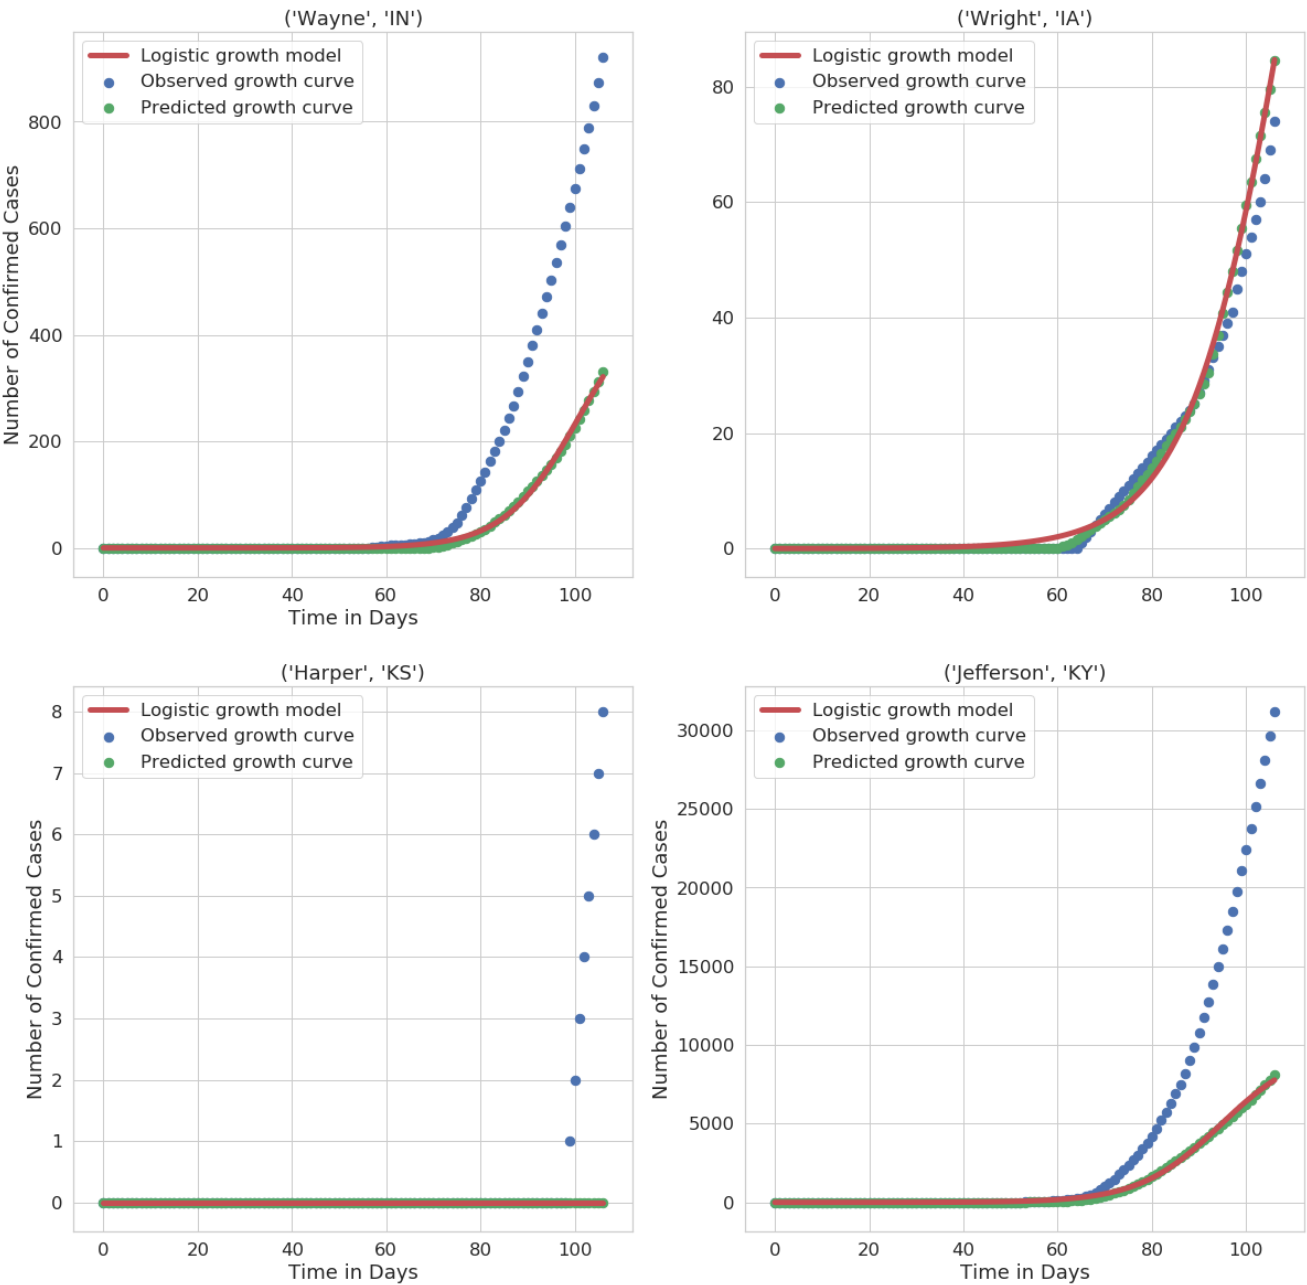 ('Wayne', 'IN')
Logistic growth model
Observed growth curve
Predicted growth curve
Number of Confirmed Cases
800
600
400
200
0
0 20 40 60 80 100
Time in Days
('Wright', 'IA')
Logistic growth model
Observed growth curve
Predicted growth curve
80
60
40
20
0
0 20 40 60 80 100
('Harper', 'KS')
Logistic growth model
Observed growth curve
Predicted growth curve
Number of Confirmed Cases
8
7
6
5
4
3
2
1
0
0 20 40 60 80 100
Time in Days
('Jefferson', 'KY')
Logistic growth model
Observed growth curve
Predicted growth curve
Number of Confirmed Cases
30000
25000
20000
15000
10000
5000
0
0 20 40 60 80 100
Time in Days